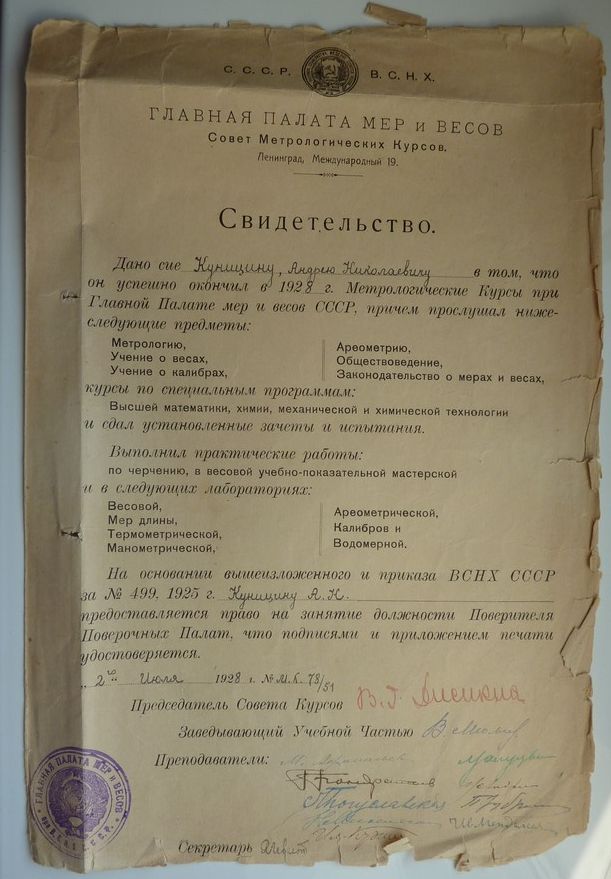 С. С. С. Р. В. С. Н. Х.
ГЛАВНАЯ ПАЛАТА МЕР и ВЕСОВ
Совет Метрологических Курсов.
Ленинград, Международный 19.
Свидетельство.
Дано сие Куницину, Андрею Николаевичу в том, что
он успешно окончил в 1928 г. Метрологические Курсы при
Главной Палате мер и весов СССР, причем прослушал ниже-
следующие предметы:
Метрологию,
Учение о весах,
Учение о калибрах,
Ареометрию,
Обществоведение,
Законодательство о мерах и весах,
курсы по специальным программам:
Высшей математики, химии, механической и химической технологии
и сдал установленные зачеты и испытания.
Выполнил практические работы:
по черчению, в весовой учебно-показательной мастерской
и в следующих лабораториях:
Весовой,
Мер длины,
Термометрической,
Манометрической,
Ареометрической,
Калибров и
Водомерной.
На основании вышеизложенного и приказа ВСНХ СССР
за № 499, 1925 г. Куницину А. Н.
предоставляется право на занятие должности Поверителя
Поверочных Палат, что подписями и приложением печати
удостоверяется.
„2го" Июля 1928 г. № М.К. 78/51
Председатель Совета Курсов В. Г.
Заведывающий Учебной Частью
Преподаватели:
Секретарь
ГЛАВНАЯ ПАЛАТА МЕР И ВЕСОВ
при В.С.Н.Х. С.С.С.Р.